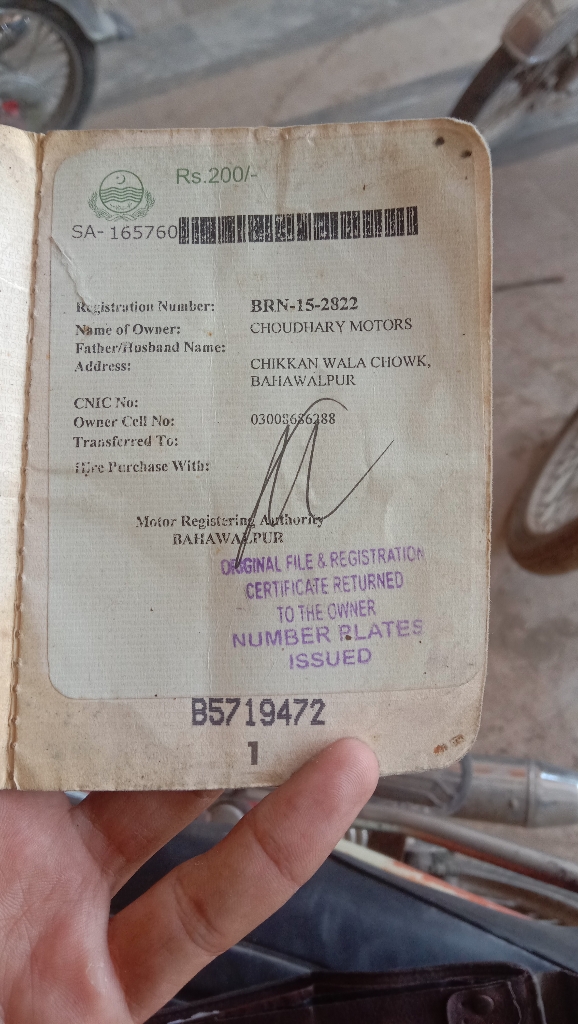 Rs.200/-
SA- 165760
Registration Number: BRN-15-2822
Name of Owner: CHOUDHARY MOTORS
Father/Husband Name:
Address: CHIKKAN WALA CHOWK,
BAHAWALPUR
CNIC No:
Owner Cell No: 03008686288
Transferred To:
Hire Purchase With:
Motor Registering Authority
BAHAWALPUR
ORIGINAL FILE & REGISTRATION
CERTIFICATE RETURNED
TO THE OWNER
NUMBER PLATES
ISSUED
B5719472
1